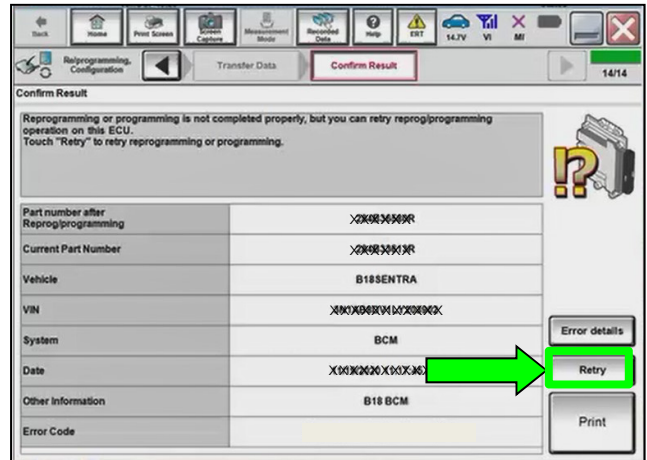 Back
Home
Print Screen
Screen
Capture
Measurement
Mode
Recorded
Data
Help
ERT
14.7V
VI
MI
Re/programming,
Configuration
Transfer Data
Confirm Result
14/14
Confirm Result
Reprogramming or programming is not completed properly, but you can retry reprog/programming
operation on this ECU.
Touch "Retry" to retry reprogramming or programming.
!?
Part number after
Reprog/programming
Current Part Number
Vehicle
B18SENTRA
VIN
System
BCM
Date
Other Information
B18 BCM
Error Code
Error details
Retry
Print